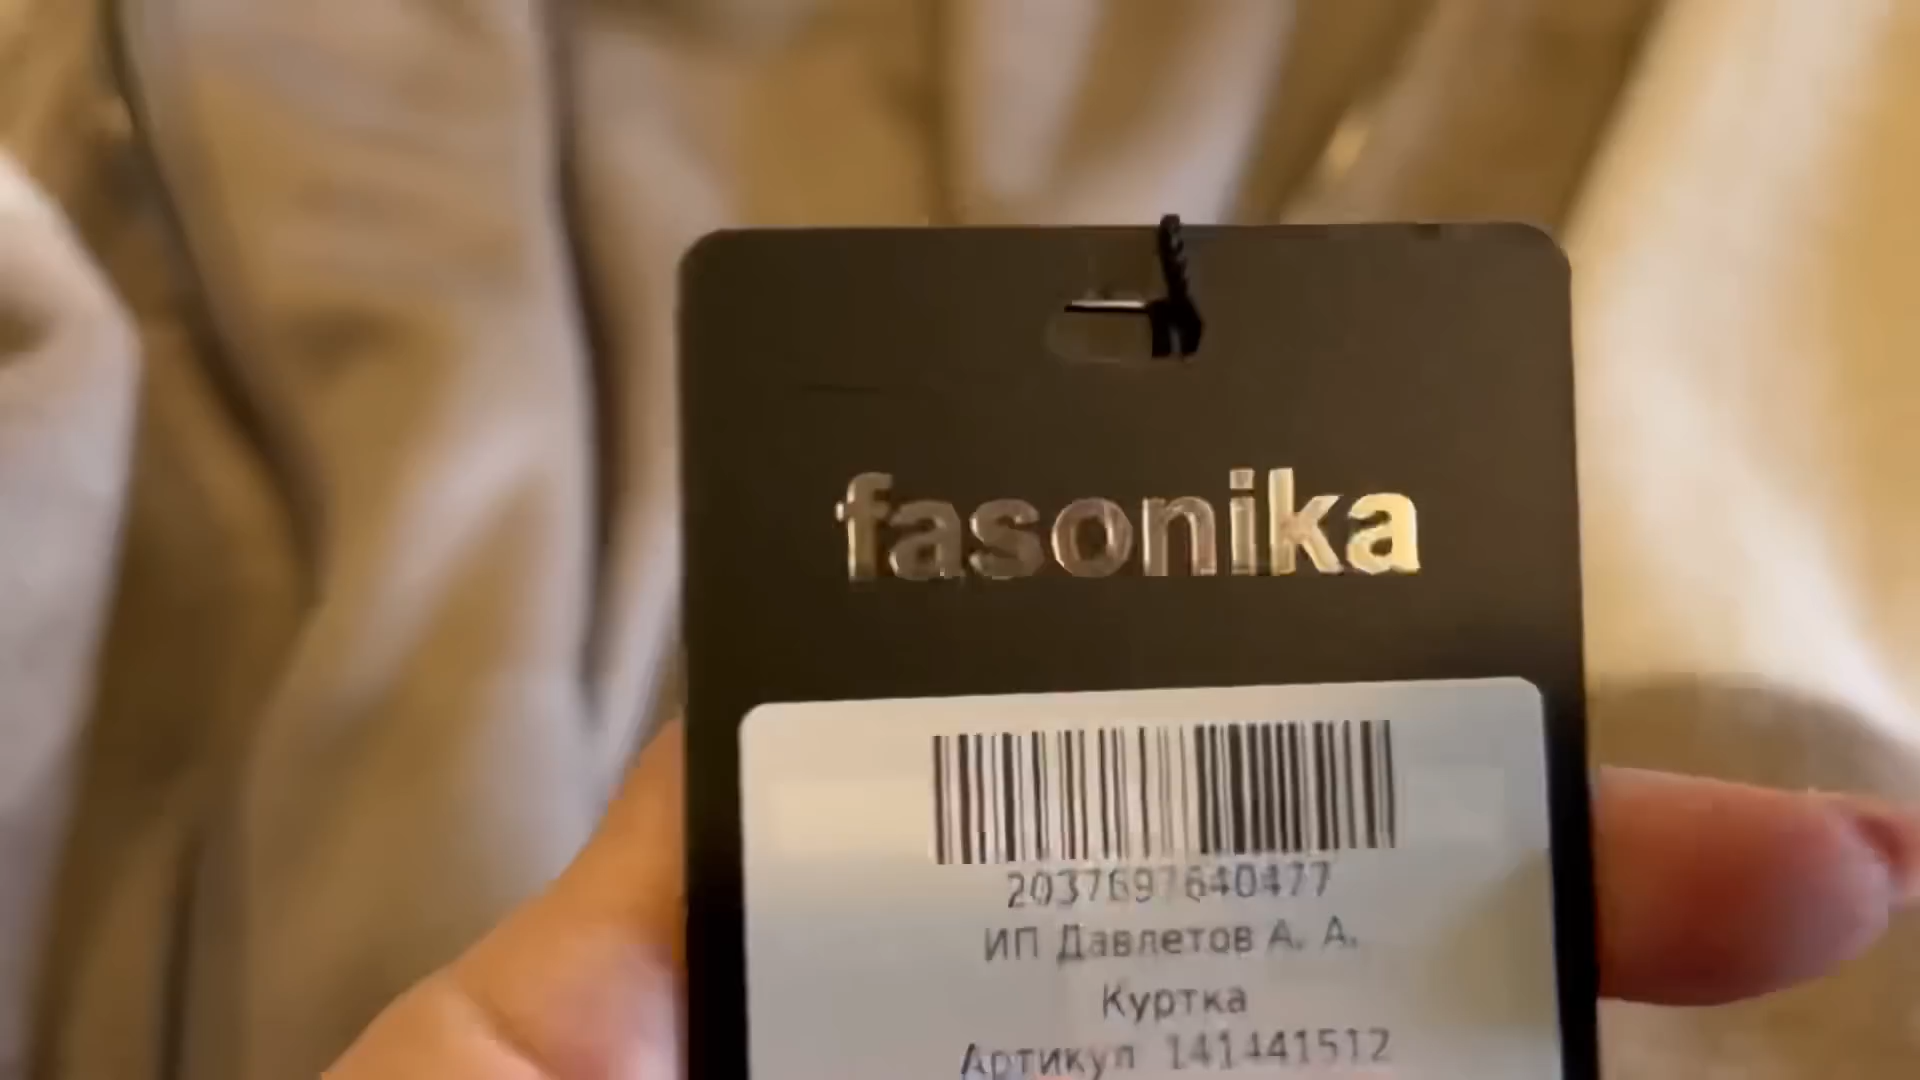 fasonika
2037697640477
ИП Давлетов А. А.
Куртка
Артикул 141441512